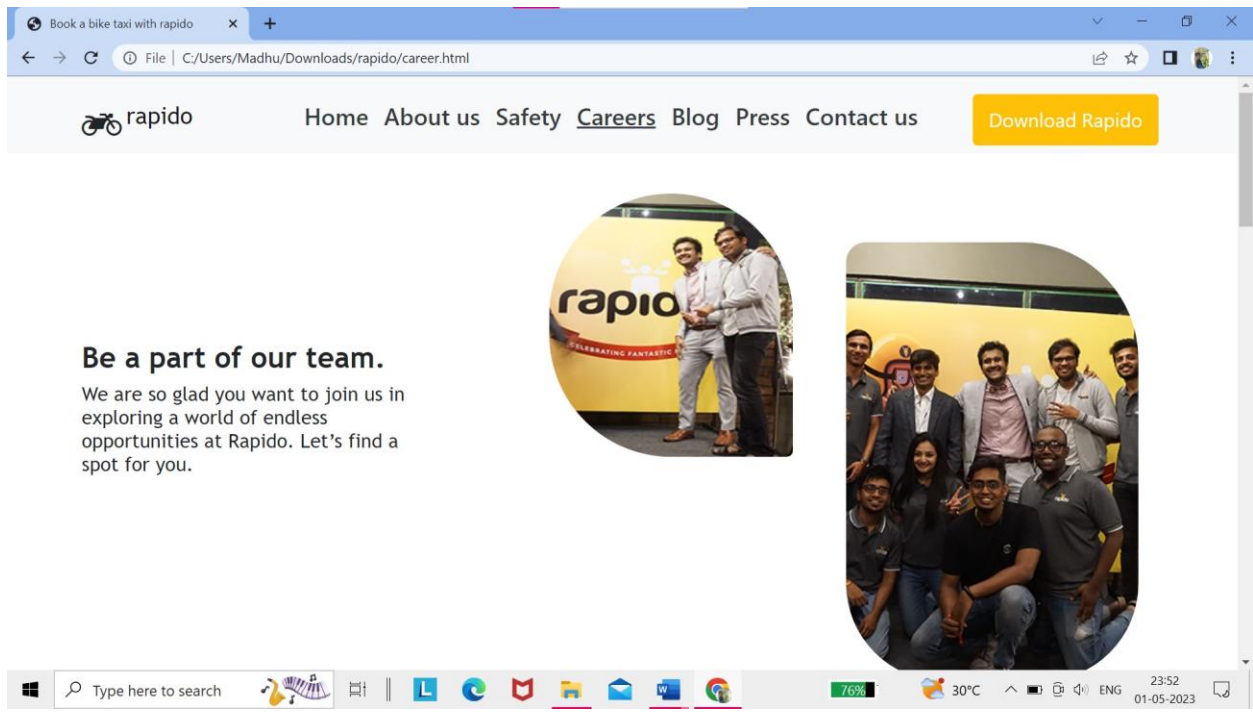 Book a bike taxi with rapido
File | C:/Users/Madhu/Downloads/rapido/career.html
rapido
Home About us Safety Careers Blog Press Contact us
Download Rapido
rapid
CELEBRATING FANTASTIC
Be a part of our team.
We are so glad you want to join us in
exploring a world of endless
opportunities at Rapido. Let’s find a
spot for you.
Type here to search
L
W
76%
30°C
ENG
23:52
01-05-2023